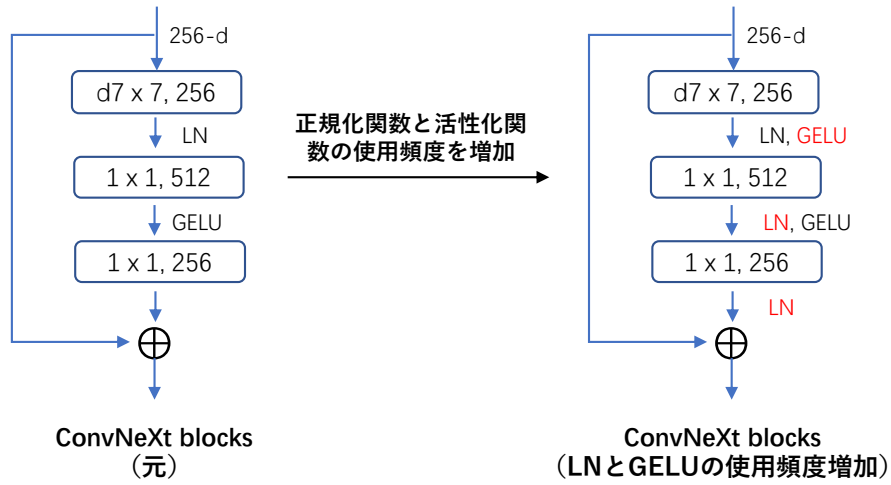 256-d
d7 x 7, 256
LN
1 x 1, 512
GELU
1 x 1, 256
ConvNeXt blocks
（元）
正規化関数と活性化関
数の使用頻度を増加
256-d
d7 x 7, 256
LN, GELU
1 x 1, 512
LN, GELU
1 x 1, 256
LN
ConvNeXt blocks
（LNとGELUの使用頻度増加）